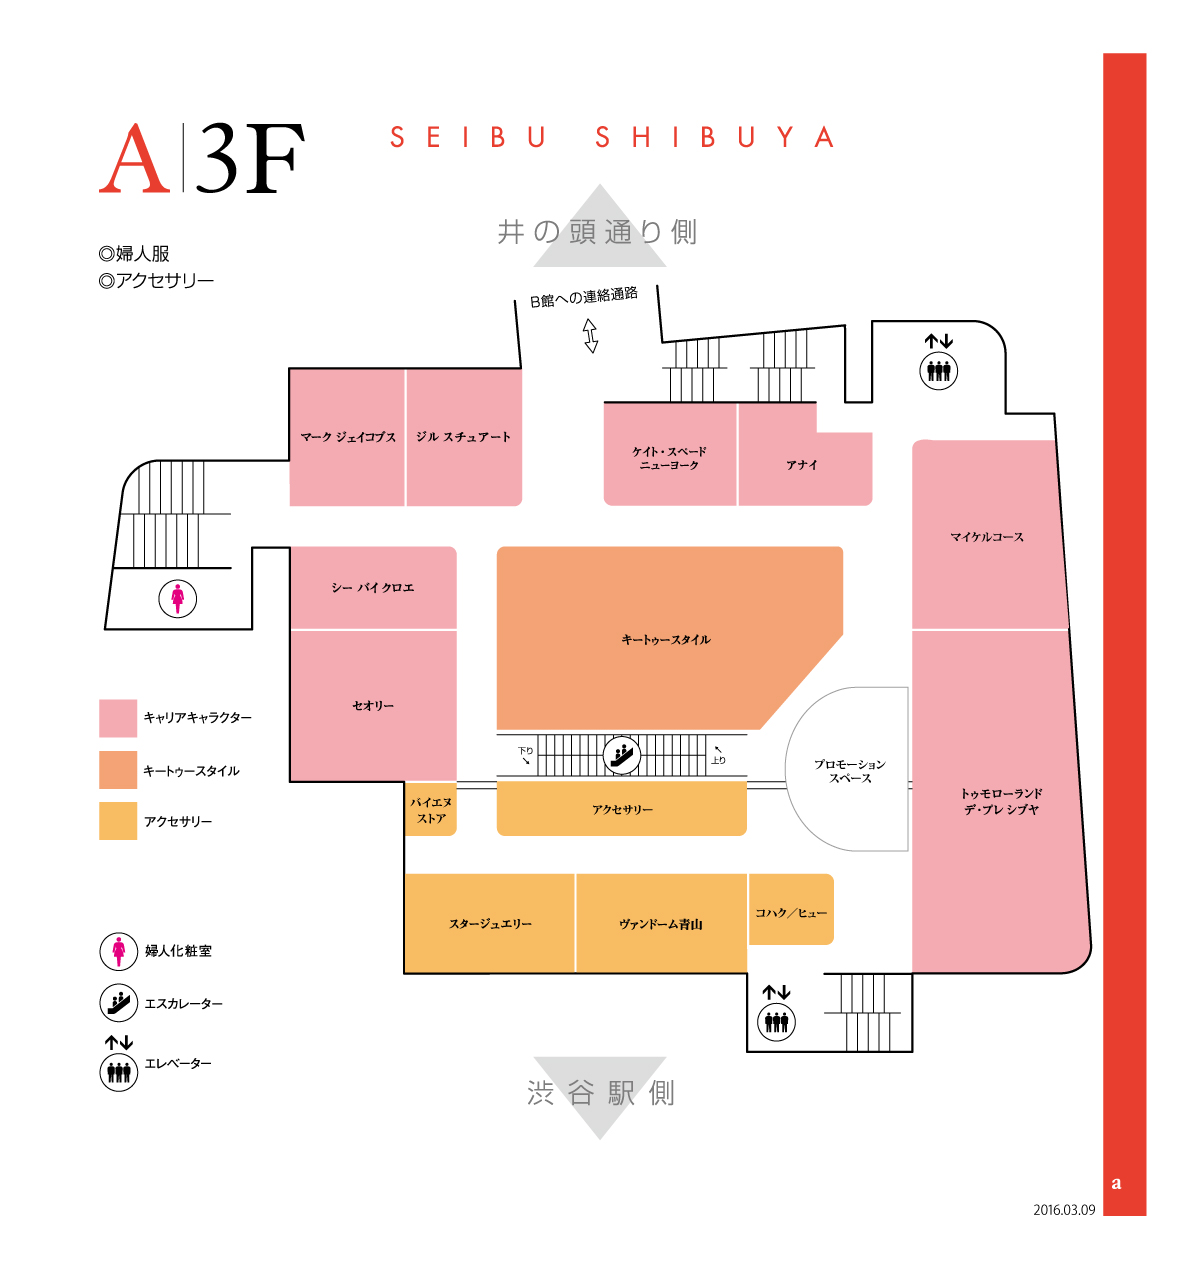 A|3F
SEIBU SHIBUYA
井の頭通り側
◎婦人服
◎アクセサリー
B館への連絡通路
マーク ジェイコブス
ジル スチュアート
ケイト・スペード
ニューヨーク
アナイ
マイケルコース
シー バイ クロエ
キートゥースタイル
セオリー
キャリアキャラクター
キートゥースタイル
アクセサリー
下り
上り
プロモーション
スペース
バイエヌ
ストア
アクセサリー
トゥモローランド
デ・プレ シブヤ
スタージュエリー
ヴァンドーム青山
コハク／ヒュー
婦人化粧室
エスカレーター
エレベーター
渋谷駅側
a
2016.03.09